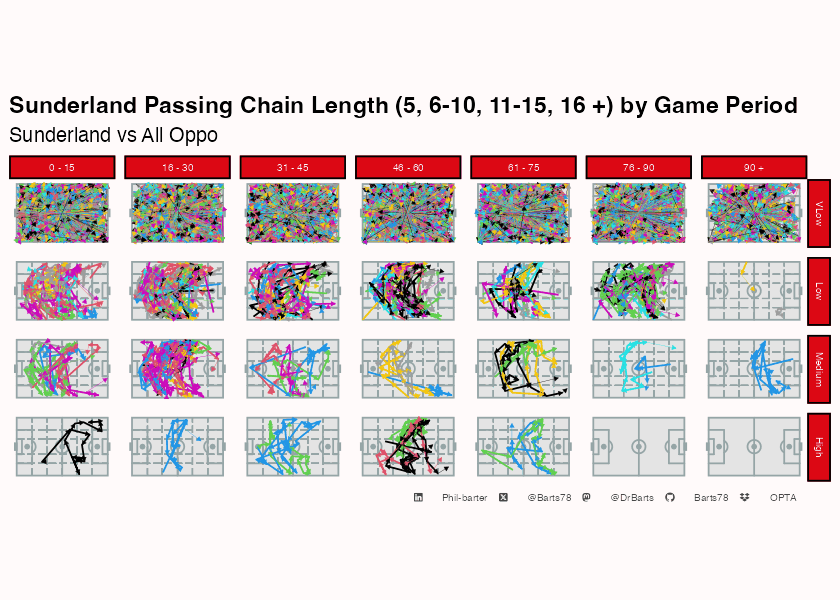 Sunderland Passing Chain Length (5, 6-10, 11-15, 16 +) by Game Period
Sunderland vs All Oppo
0 - 15 16 - 30 31 - 45 46 - 60 61 - 75 76 - 90 90 +
VLow
Low
Medium
High
Phil-barter @Barts78 @DrBarts Barts78 OPTA